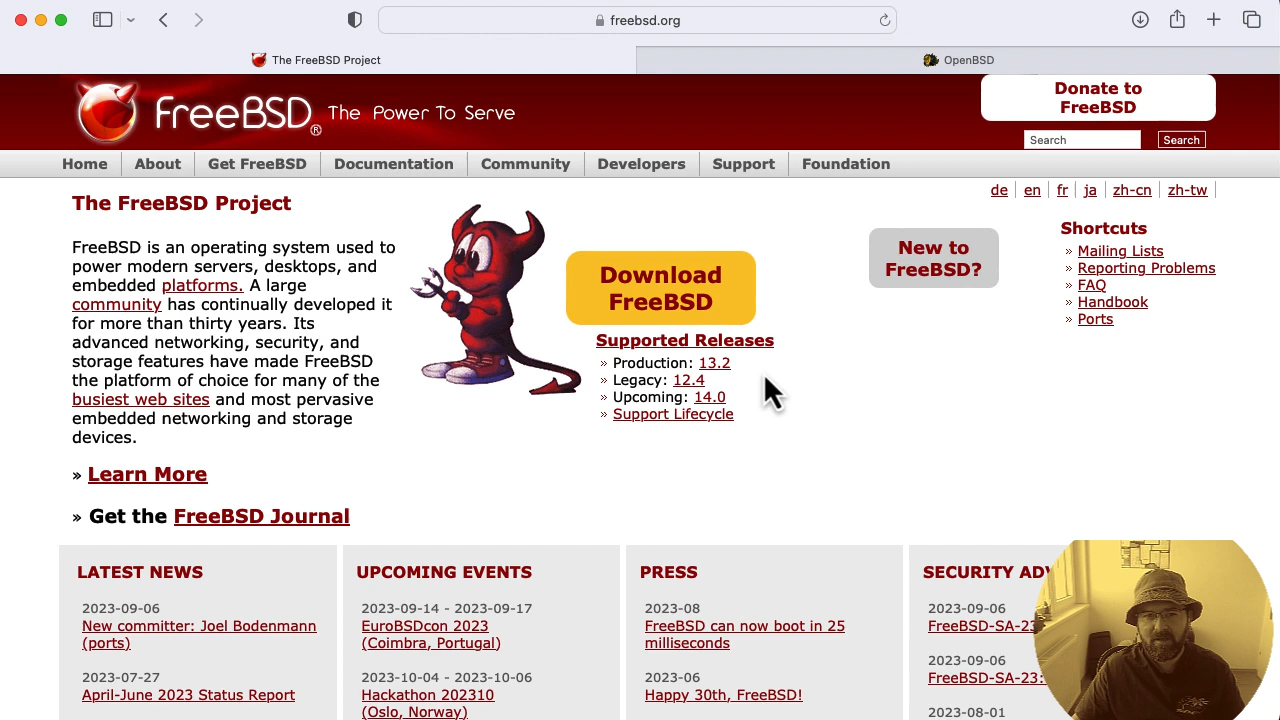 freebsd.org
The FreeBSD Project
OpenBSD
FreeBSD® The Power To Serve
Donate to
FreeBSD
Search
Search
Home
About
Get FreeBSD
Documentation
Community
Developers
Support
Foundation
de
en
fr
ja
zh-cn
zh-tw
The FreeBSD Project
FreeBSD is an operating system used to
power modern servers, desktops, and
embedded platforms. A large
community has continually developed it
for more than thirty years. Its
advanced networking, security, and
storage features have made FreeBSD
the platform of choice for many of the
busiest web sites and most pervasive
embedded networking and storage
devices.
» Learn More
» Get the FreeBSD Journal
Download
FreeBSD
Supported Releases
» Production: 13.2
» Legacy: 12.4
» Upcoming: 14.0
» Support Lifecycle
New to
FreeBSD?
Shortcuts
» Mailing Lists
» Reporting Problems
» FAQ
» Handbook
» Ports
LATEST NEWS
2023-09-06
New committer: Joel Bodenmann
(ports)
2023-07-27
April-June 2023 Status Report
UPCOMING EVENTS
2023-09-14 - 2023-09-17
EuroBSDcon 2023
(Coimbra, Portugal)
2023-10-04 - 2023-10-06
Hackathon 202310
(Oslo, Norway)
PRESS
2023-08
FreeBSD can now boot in 25
milliseconds
2023-06
Happy 30th, FreeBSD!
SECURITY ADV
2023-09-06
FreeBSD-SA-23
2023-09-06
FreeBSD-SA-23:
2023-08-01